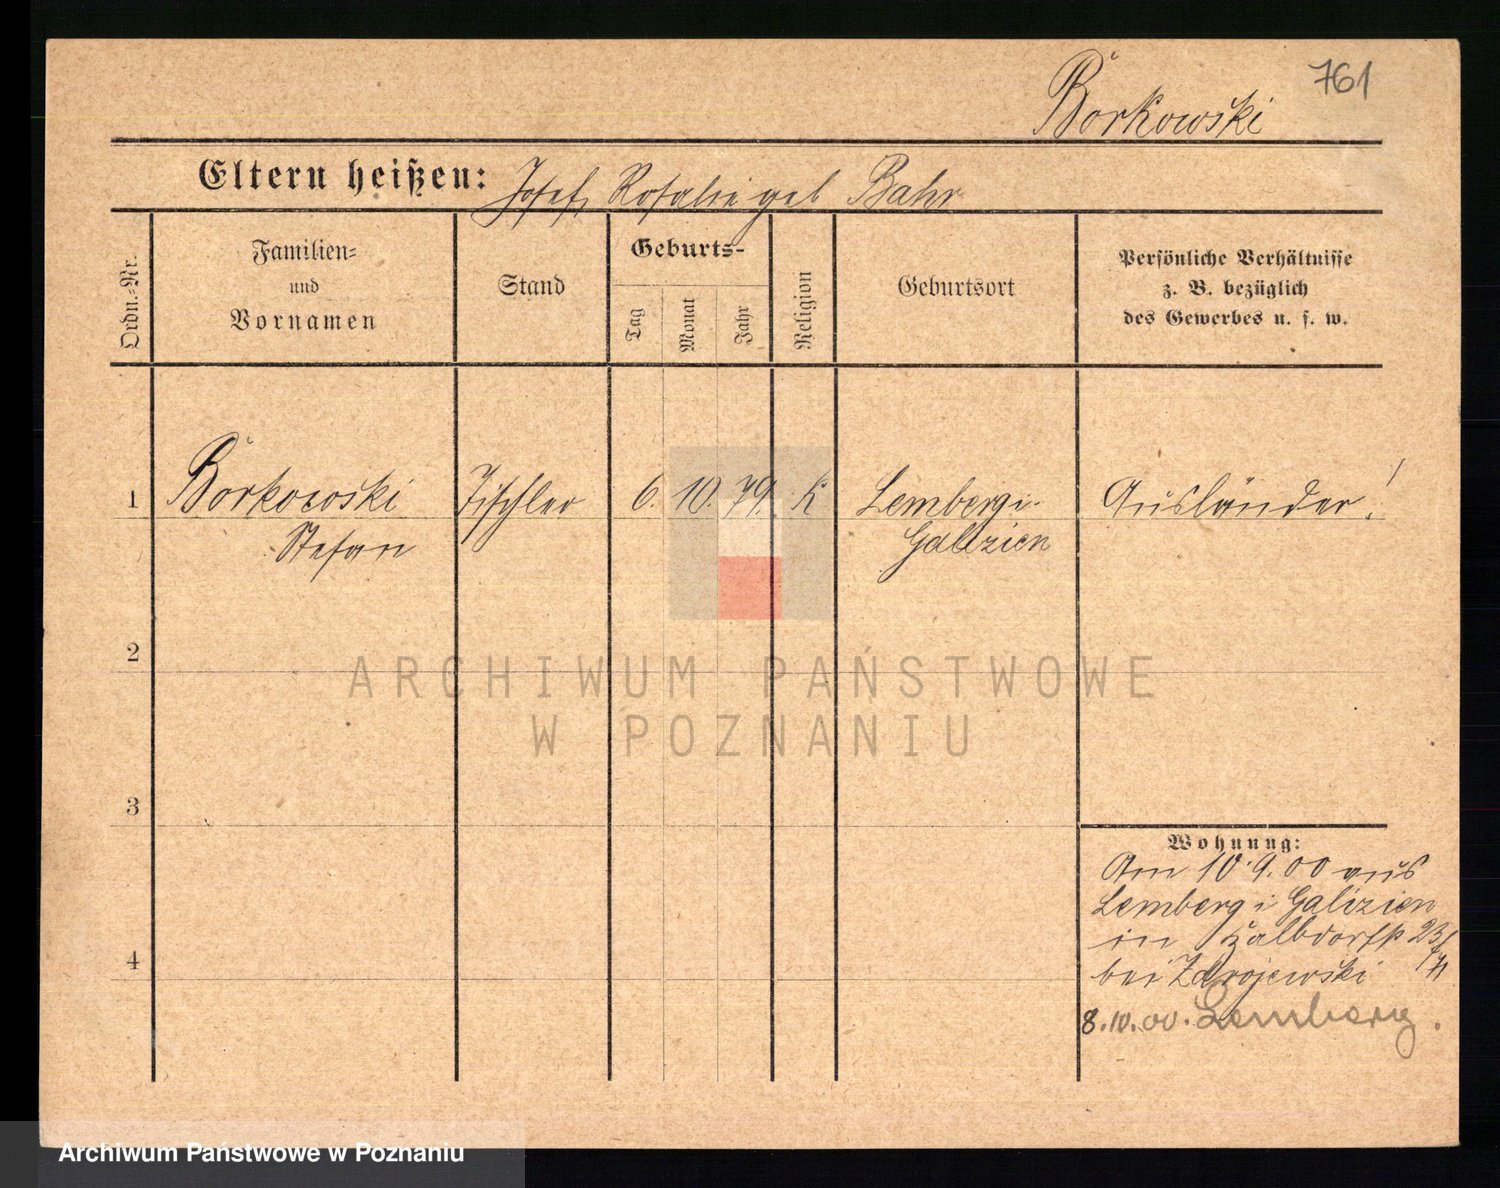 761
Borkowski
Eltern heißen: Josef, Rosalie geb Bahr
Ordn.-Nr.
Familien-
und
Vornamen
Stand
Geburts-
Tag
Monat
Jahr
Religion
Geburtsort
Persönliche Verhältnisse
z. B. bezüglich
des Gewerbes u. s. w.
1 Borkowski Tischler 6. 10. 79. K Lemberg i. Ausländer!
Stefan Galizien
2
ARCHIWUM PAŃSTWOWE
W POZNANIU
3
Wohnung:
Am 10.9.00 aus
Lemberg i Galizien
in Halbdorfstr 23
4
bei Zdrojewski
8.10.00. Lemberg.
Archiwum Państwowe w Poznaniu